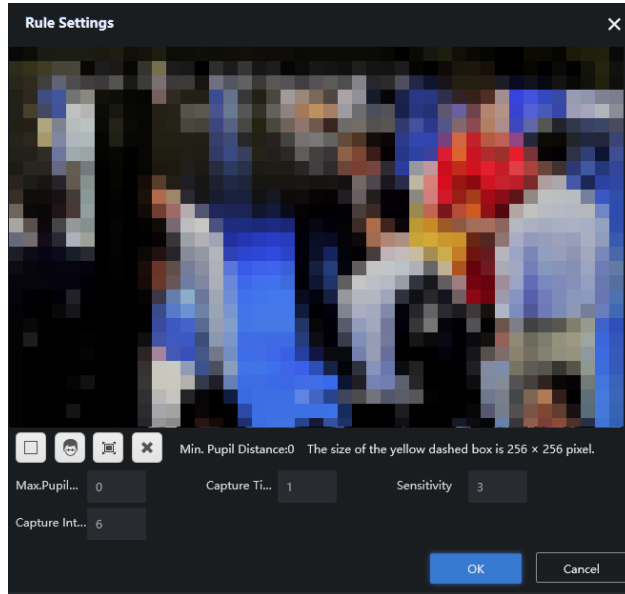 Rule Settings
Min. Pupil Distance:0 The size of the yellow dashed box is 256 × 256 pixel.
Max.Pupil... 0 Capture Ti... 1 Sensitivity 3
Capture Int... 6
OK Cancel